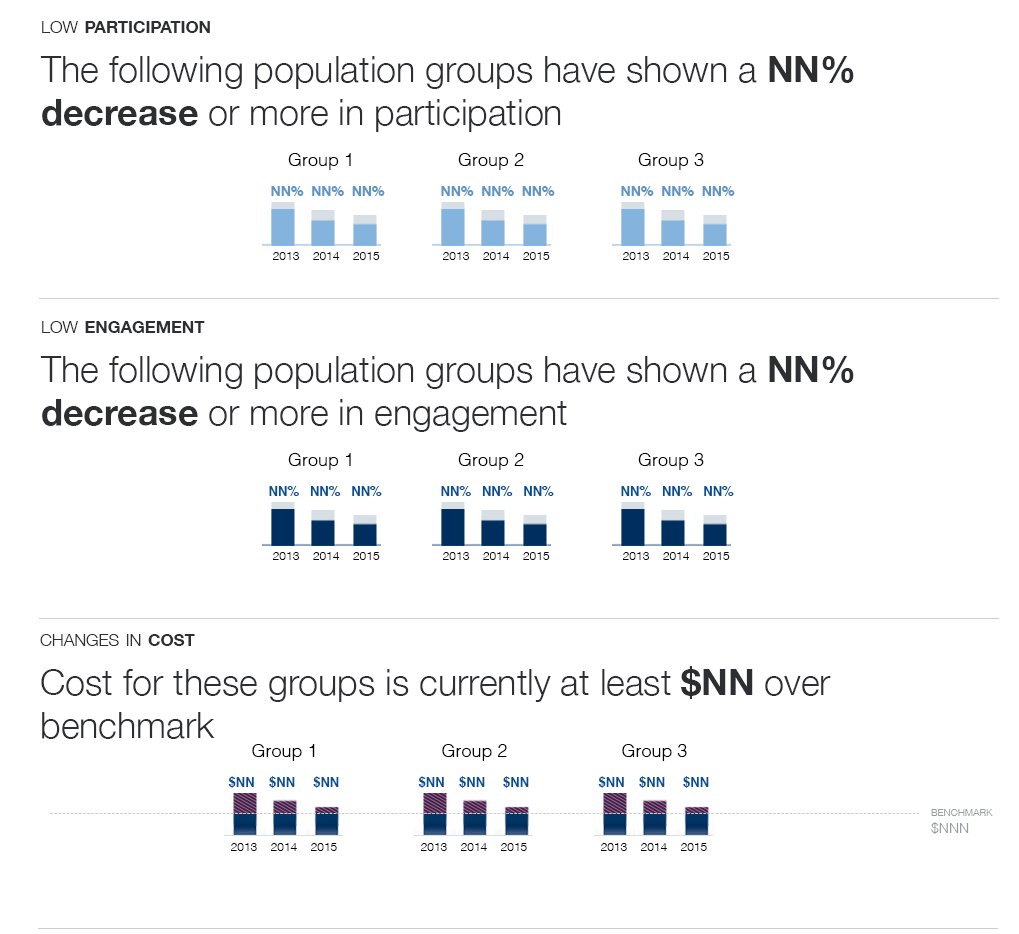 LOW PARTICIPATION
The following population groups have shown a NN%
decrease or more in participation
Group 1 Group 2 Group 3
NN% NN% NN% NN% NN% NN% NN% NN% NN%
2013 2014 2015 2013 2014 2015 2013 2014 2015
LOW ENGAGEMENT
The following population groups have shown a NN%
decrease or more in engagement
Group 1 Group 2 Group 3
NN% NN% NN% NN% NN% NN% NN% NN% NN%
2013 2014 2015 2013 2014 2015 2013 2014 2015
CHANGES IN COST
Cost for these groups is currently at least $NN over
benchmark
Group 1 Group 2 Group 3
$NN $NN $NN $NN $NN $NN $NN $NN $NN
BENCHMARK
$NNN
2013 2014 2015 2013 2014 2015 2013 2014 2015